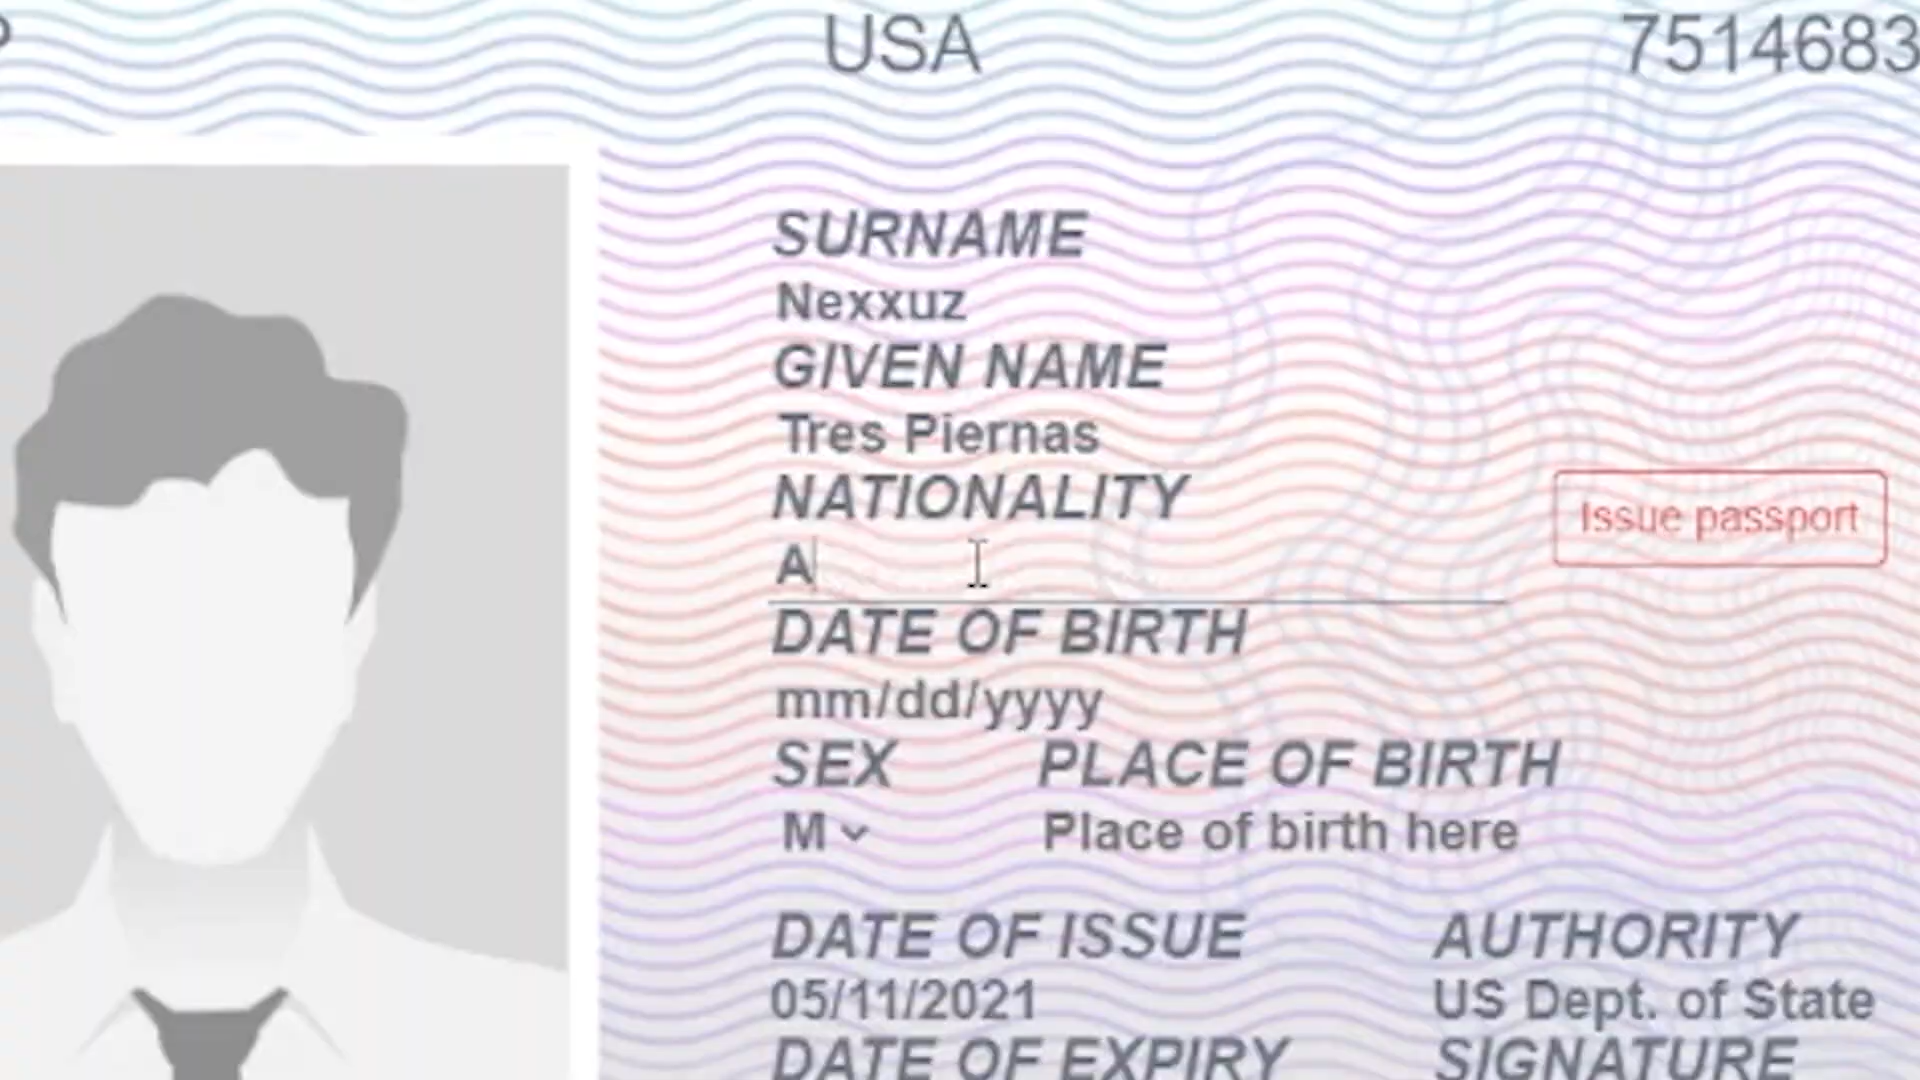 USA 7514683
SURNAME
Nexxuz
GIVEN NAME
Tres Piernas
NATIONALITY
A
Issue passport
DATE OF BIRTH
mm/dd/yyyy
SEX PLACE OF BIRTH
M Place of birth here
DATE OF ISSUE AUTHORITY
05/11/2021 US Dept. of State
DATE OF EXPIRY SIGNATURE